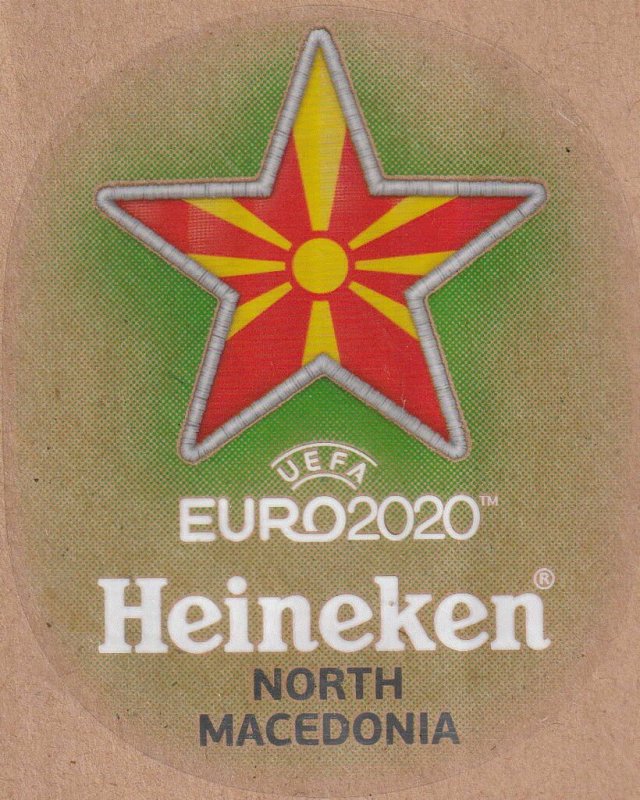 UEFA
EURO2020™
Heineken®
NORTH
MACEDONIA